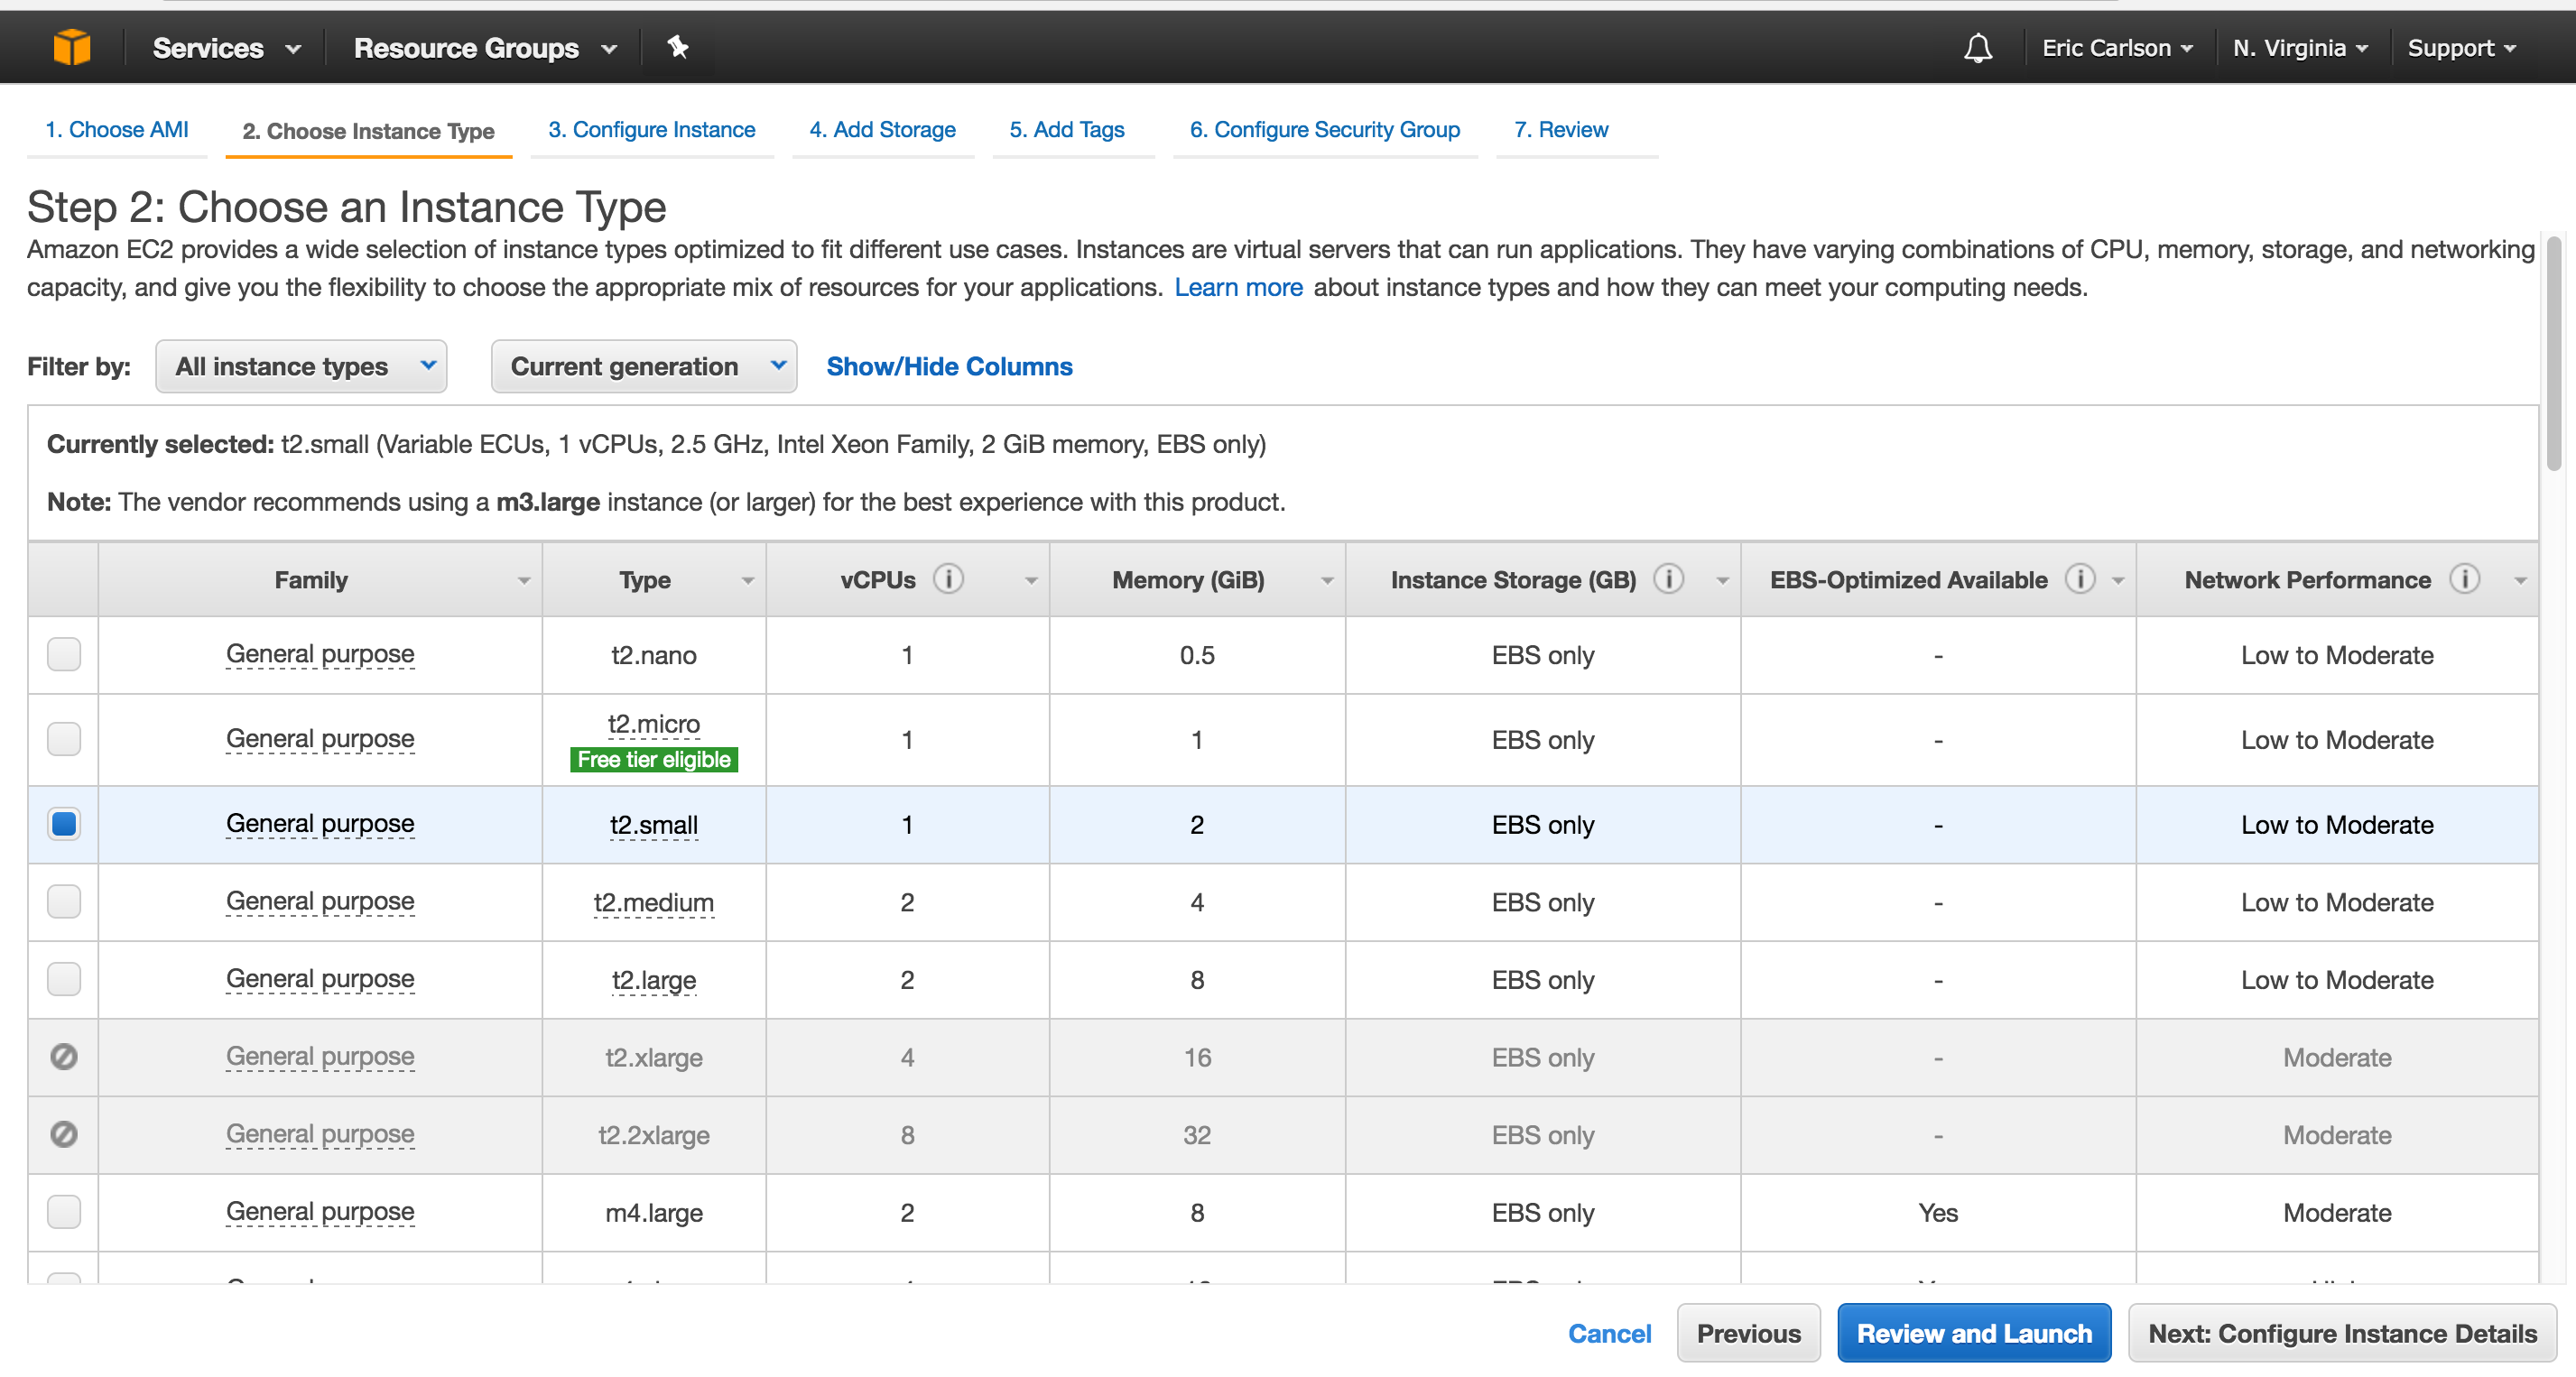 Services
Resource Groups
Eric Carlson
N. Virginia
Support
1. Choose AMI
2. Choose Instance Type
3. Configure Instance
4. Add Storage
5. Add Tags
6. Configure Security Group
7. Review
Step 2: Choose an Instance Type
Amazon EC2 provides a wide selection of instance types optimized to fit different use cases. Instances are virtual servers that can run applications. They have varying combinations of CPU, memory, storage, and networking
capacity, and give you the flexibility to choose the appropriate mix of resources for your applications. Learn more about instance types and how they can meet your computing needs.
Filter by: All instance types Current generation Show/Hide Columns
Currently selected: t2.small (Variable ECUs, 1 vCPUs, 2.5 GHz, Intel Xeon Family, 2 GiB memory, EBS only)
Note: The vendor recommends using a m3.large instance (or larger) for the best experience with this product.
Family Type vCPUs i Memory (GiB) Instance Storage (GB) i EBS-Optimized Available i Network Performance i
General purpose t2.nano 1 0.5 EBS only - Low to Moderate
General purpose t2.micro 1 1 EBS only - Low to Moderate
Free tier eligible
General purpose t2.small 1 2 EBS only - Low to Moderate
General purpose t2.medium 2 4 EBS only - Low to Moderate
General purpose t2.large 2 8 EBS only - Low to Moderate
General purpose t2.xlarge 4 16 EBS only - Moderate
General purpose t2.2xlarge 8 32 EBS only - Moderate
General purpose m4.large 2 8 EBS only Yes Moderate
Cancel Previous Review and Launch Next: Configure Instance Details